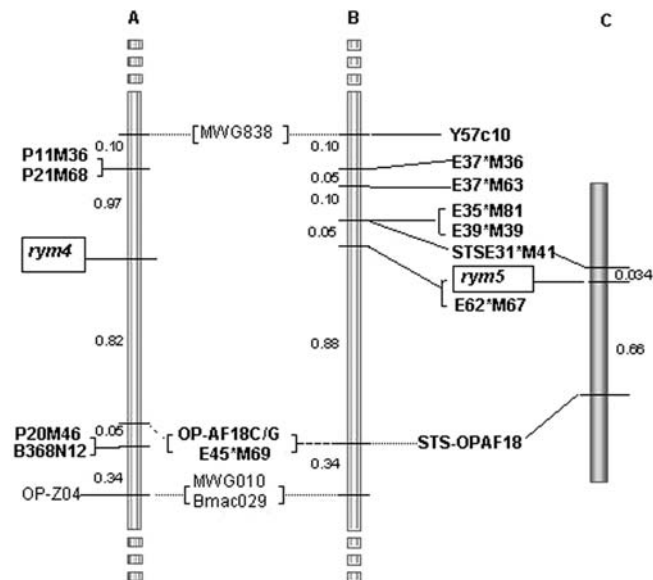 A B C
MWG838
Y57c10
0.10 0.10
P11M36
P21M68
E37*M36
0.05
E37*M63
0.97
0.10
E35*M81
E39*M39
0.05
STSE31*M41
rym4
rym5
0.034
E62*M67
0.82
0.88
0.66
P20M46
B368N12
0.05
OP-AF18C/G
E45*M69
STS-OPAF18
0.34
0.34
OP-Z04
MWG010
Bmac029